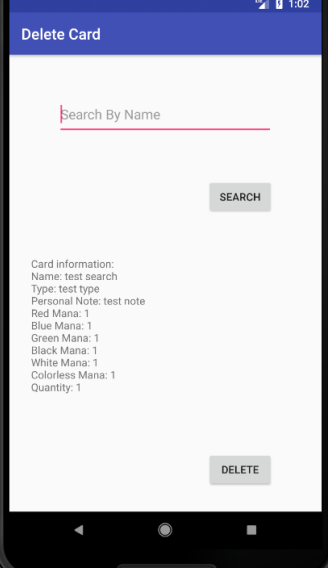 1:02
Delete Card
Search By Name
SEARCH
Card information:
Name: test search
Type: test type
Personal Note: test note
Red Mana: 1
Blue Mana: 1
Green Mana: 1
Black Mana: 1
White Mana: 1
Colorless Mana: 1
Quantity: 1
DELETE